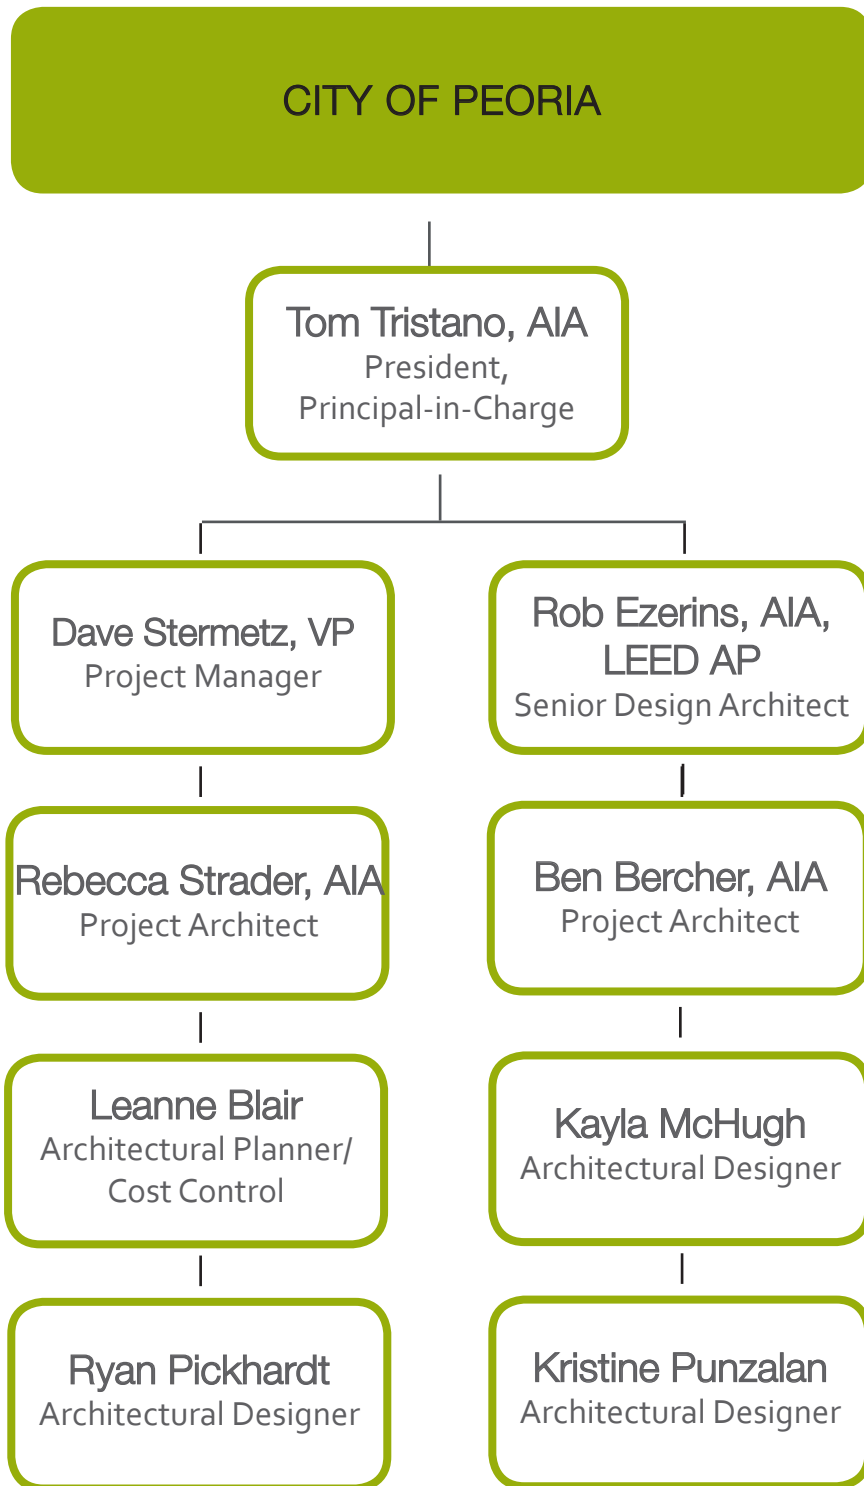 CITY OF PEORIA
Tom Tristano, AIA
President,
Principal-in-Charge
Dave Stermetz, VP
Project Manager
Rob Ezerins, AIA,
LEED AP
Senior Design Architect
Rebecca Strader, AIA
Project Architect
Ben Bercher, AIA
Project Architect
Leanne Blair
Architectural Planner/
Cost Control
Kayla McHugh
Architectural Designer
Ryan Pickhardt
Architectural Designer
Kristine Punzalan
Architectural Designer